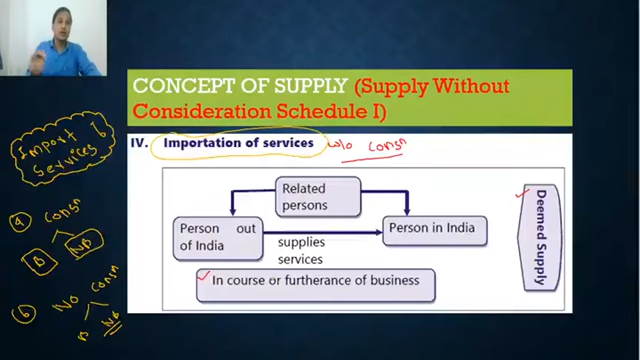 CONCEPT OF SUPPLY (Supply Without
Consideration Schedule I)
IV. Importation of services w/o Consn
Import of
Services
Related
persons
Person out
of India
Person in India
supplies
services
In course or furtherance of business
Deemed Supply
a Consn
B NB
b No Consn
B NB